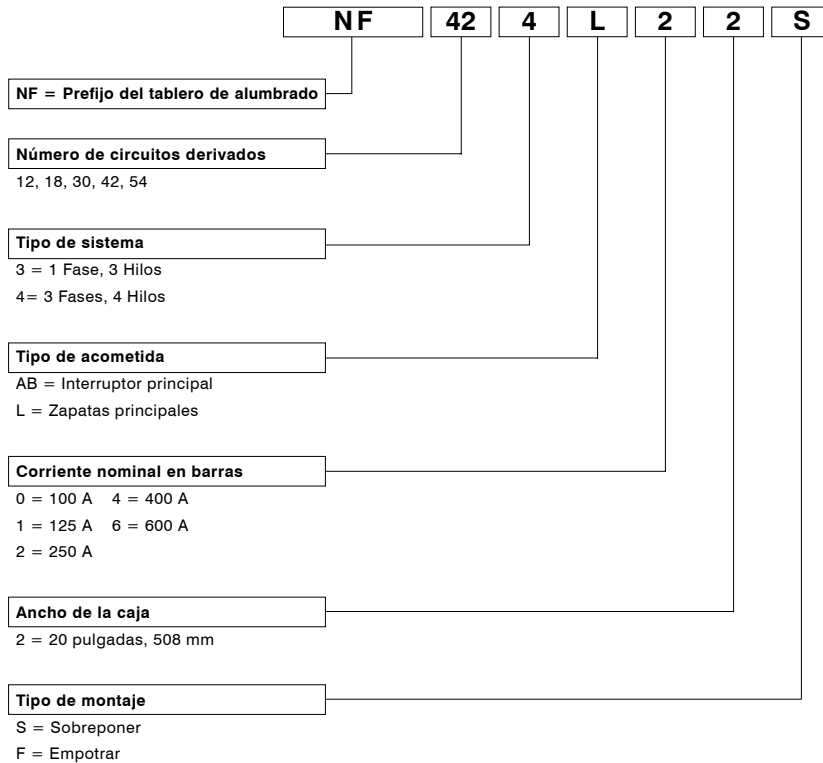 NF 42 4 L 2 2 S
NF = Prefijo del tablero de alumbrado
Número de circuitos derivados
12, 18, 30, 42, 54
Tipo de sistema
3 = 1 Fase, 3 Hilos
4= 3 Fases, 4 Hilos
Tipo de acometida
AB = Interruptor principal
L = Zapatas principales
Corriente nominal en barras
0 = 100 A 4 = 400 A
1 = 125 A 6 = 600 A
2 = 250 A
Ancho de la caja
2 = 20 pulgadas, 508 mm
Tipo de montaje
S = Sobreponer
F = Empotrar